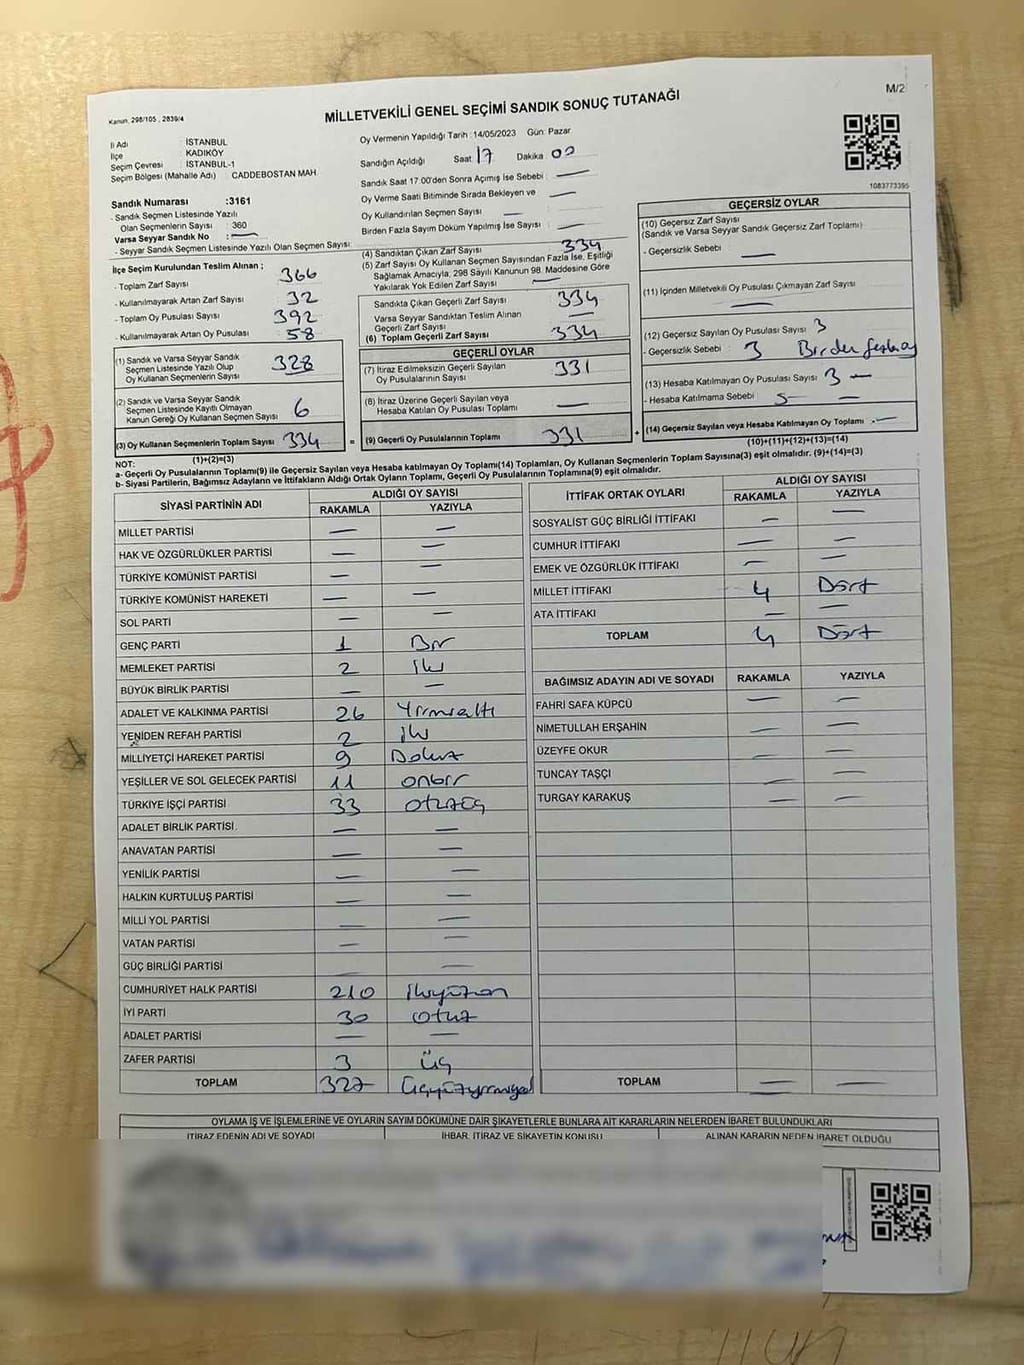 M/2
Kanun, 298/105, 2839/4
MİLLETVEKİLİ GENEL SEÇİMİ SANDIK SONUÇ TUTANAĞI
İl Adı İSTANBUL
İlçe KADIKÖY
Seçim Çevresi İSTANBUL-1
Seçim Bölgesi (Mahalle Adı) : CADDEBOSTAN MAH.
Sandık Numarası :3161
- Sandık Seçmen Listesinde Yazılı
Olan Seçmenlerin Sayısı : 360
Varsa Seyyar Sandık No : —
- Seyyar Sandık Seçmen Listesinde Yazılı Olan Seçmen Sayısı
İlçe Seçim Kurulundan Teslim Alınan ;
- Toplam Zarf Sayısı 366
- Kullanılmayarak Artan Zarf Sayısı 32
- Toplam Oy Pusulası Sayısı 392
- Kullanılmayarak Artan Oy Pusulası 58
(1) Sandık ve Varsa Seyyar Sandık
Seçmen Listesinde Yazılı Olup
Oy Kullanan Seçmenlerin Sayısı 328
(2) Sandık ve Varsa Seyyar Sandık
Seçmen Listesinde Kayıtlı Olmayan
Kanun Gereği Oy Kullanan Seçmen Sayısı 6
(3) Oy Kullanan Seçmenlerin Toplam Sayısı 334 =
(1)+(2)=(3)
Oy Vermenin Yapıldığı Tarih :14/05/2023 Gün: Pazar
Sandığın Açıldığı Saat 17 Dakika 00
Sandık Saat 17.00'den Sonra Açımış İse Sebebi : —
Oy Verme Saati Bitiminde Sırada Bekleyen ve —
Oy Kullandırılan Seçmen Sayısı —
Birden Fazla Sayım Döküm Yapılmış İse Sayısı : —
(4) Sandıktan Çıkan Zarf Sayısı 334
(5) Zarf Sayısı Oy Kullanan Seçmen Sayısından Fazla İse, Eşitliği
Sağlamak Amacıyla, 298 Sayılı Kanunun 98. Maddesine Göre
Yakılarak Yok Edilen Zarf Sayısı —
Sandıkta Çıkan Geçerli Zarf Sayısı 334
Varsa Seyyar Sandıktan Teslim Alınan
Geçerli Zarf Sayısı —
(6) Toplam Geçerli Zarf Sayısı 334
GEÇERLİ OYLAR
(7) İtiraz Edilmeksizin Geçerli Sayılan
Oy Pusulalarının Sayısı 331
(8) İtiraz Üzerine Geçerli Sayılan veya
Hesaba Katılan Oy Pusulası Toplamı —
(9) Geçerli Oy Pusulalarının Toplamı 331 +
1083773395
GEÇERSİZ OYLAR
(10) Geçersiz Zarf Sayısı
(Sandık ve Varsa Seyyar Sandık Geçersiz Zarf Toplamı)
- Geçersizlik Sebebi : —
(11) İçinden Milletvekili Oy Pusulası Çıkmayan Zarf Sayısı
—
(12) Geçersiz Sayılan Oy Pusulası Sayısı 3
- Geçersizlik Sebebi : 3 Birden
(13) Hesaba Katılmayan Oy Pusulası Sayısı 3 —
- Hesaba Katılmama Sebebi —
(14) Geçersiz Sayılan veya Hesaba Katılmayan Oy Toplamı —
(10)+(11)+(12)+(13)=(14)
NOT:
a- Geçerli Oy Pusulalarının Toplamı(9) ile Geçersiz Sayılan veya Hesaba katılmayan Oy Toplamı(14) Toplamları, Oy Kullanan Seçmenlerin Toplam Sayısına(3) eşit olmalıdır. (9)+(14)=(3)
b- Siyasi Partilerin, Bağımsız Adayların ve İttifakların Aldığı Ortak Oyların Toplamı, Geçerli Oy Pusulalarının Toplamına(9) eşit olmalıdır.
SİYASİ PARTİNİN ADI ALDIĞI OY SAYISI
RAKAMLA YAZIYLA
MİLLET PARTİSİ — —
HAK VE ÖZGÜRLÜKLER PARTİSİ — —
TÜRKİYE KOMÜNİST PARTİSİ — —
TÜRKİYE KOMÜNİST HAREKETİ — —
SOL PARTİ — —
GENÇ PARTİ 1 Bir
MEMLEKET PARTİSİ 2 iki
BÜYÜK BİRLİK PARTİSİ — —
ADALET VE KALKINMA PARTİSİ 26 Yirmialtı
YENİDEN REFAH PARTİSİ 2 iki
MİLLİYETÇİ HAREKET PARTİSİ 9 Dokuz
YEŞİLLER VE SOL GELECEK PARTİSİ 11 onbir
TÜRKİYE İŞÇİ PARTİSİ 33 otuzüç
ADALET BİRLİK PARTİSİ — —
ANAVATAN PARTİSİ — —
YENİLİK PARTİSİ — —
HALKIN KURTULUŞ PARTİSİ — —
MİLLİ YOL PARTİSİ — —
VATAN PARTİSİ — —
GÜÇ BİRLİĞİ PARTİSİ — —
CUMHURİYET HALK PARTİSİ 210 ikiyüzon
İYİ PARTİ 30 otuz
ADALET PARTİSİ — —
ZAFER PARTİSİ 3 üç
TOPLAM 327 üçyüzyirmiyedi
İTTİFAK ORTAK OYLARI ALDIĞI OY SAYISI
RAKAMLA YAZIYLA
SOSYALİST GÜÇ BİRLİĞİ İTTİFAKI — —
CUMHUR İTTİFAKI — —
EMEK VE ÖZGÜRLÜK İTTİFAKI — —
MİLLET İTTİFAKI 4 Dört
ATA İTTİFAKI — —
TOPLAM 4 Dört
BAĞIMSIZ ADAYIN ADI VE SOYADI RAKAMLA YAZIYLA
FAHRİ SAFA KÜPCÜ — —
NİMETULLAH ERŞAHİN — —
ÜZEYFE OKUR — —
TUNCAY TAŞÇI — —
TURGAY KARAKUŞ — —
TOPLAM — —
OYLAMA İŞ VE İŞLEMLERİNE VE OYLARIN SAYIM DÖKÜMÜNE DAİR ŞİKAYETLERLE BUNLARA AİT KARARLARIN NELERDEN İBARET BULUNDUKLARI
İTİRAZ EDENİN ADI VE SOYADI İHBAR, İTİRAZ VE ŞİKAYETİN KONUSU ALINAN KARARIN NEDEN İBARET OLDUĞU